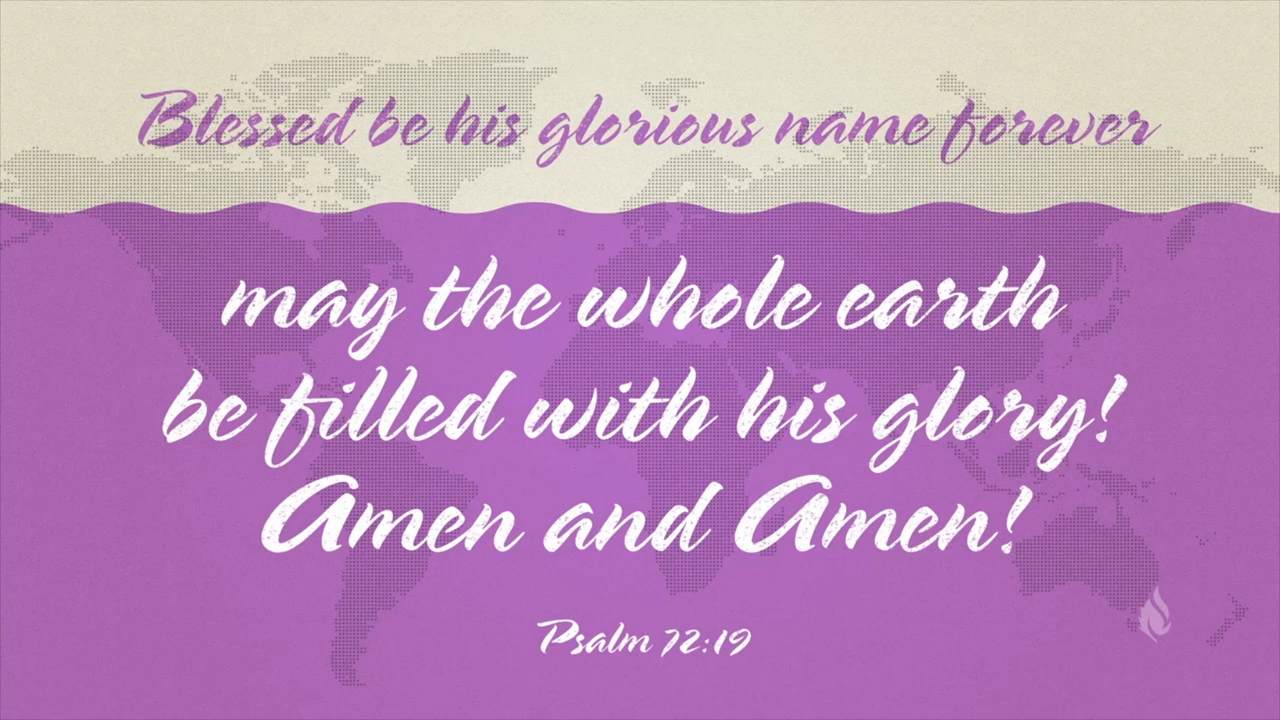 Blessed be his glorious name forever
may the whole earth
be filled with his glory!
Amen and Amen!
Psalm 72:19